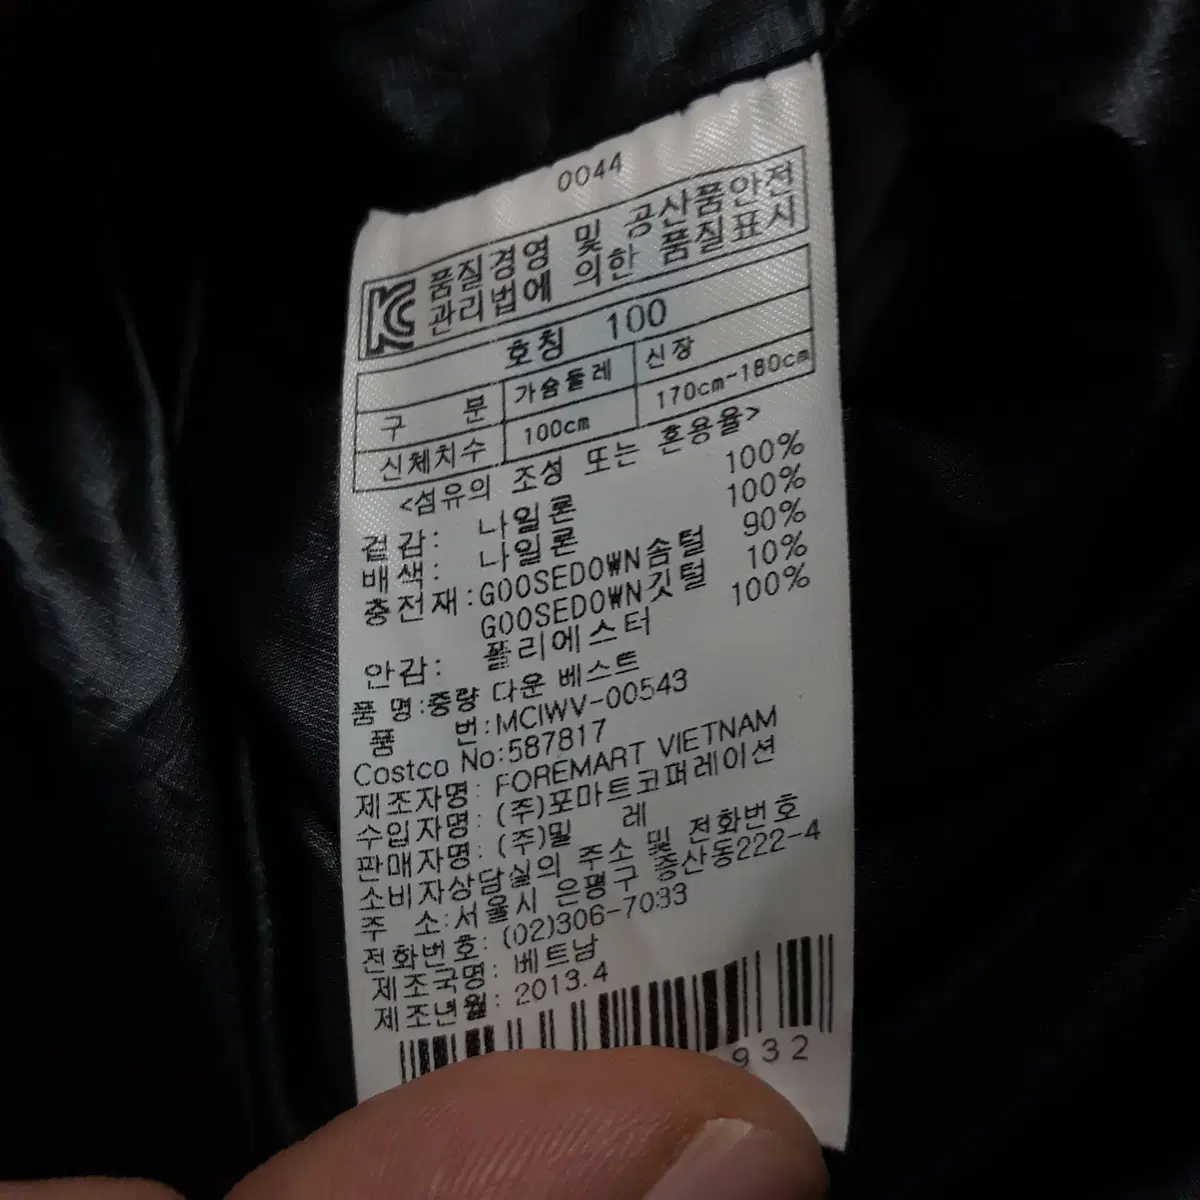 0044
KC 품질경영 및 공산품안전
관리법에 의한 품질표시
호칭 100
구 분 가슴둘레 신장
신체치수 100cm 170cm-180cm
<섬유의 조성 또는 혼용율>
겉감: 나일론 100%
배색: 나일론 100%
충전재:GOOSEDOWN솜털 90%
GOOSEDOWN깃털 10%
안감: 폴리에스터 100%
품 명:중량 다운 베스트
품 번:MCIWV-00543
Costco No:587817
제조자명: FOREMART VIETNAM
수입자명: (주)포마트코퍼레이션
판매자명: (주)밀 레
소비자상담실의 주소 및 전화번호
주 소:서울시 은평구 증산동222-4
전화번호: (02)306-7033
제조국명: 베트남
제조년월: 2013.4
932